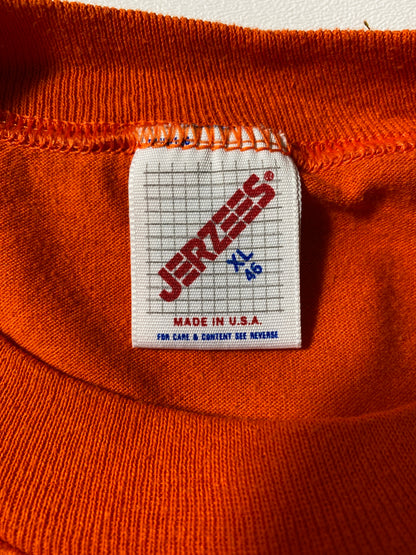 JERZEES®
XL
46
MADE IN U.S.A.
FOR CARE & CONTENT SEE REVERSE